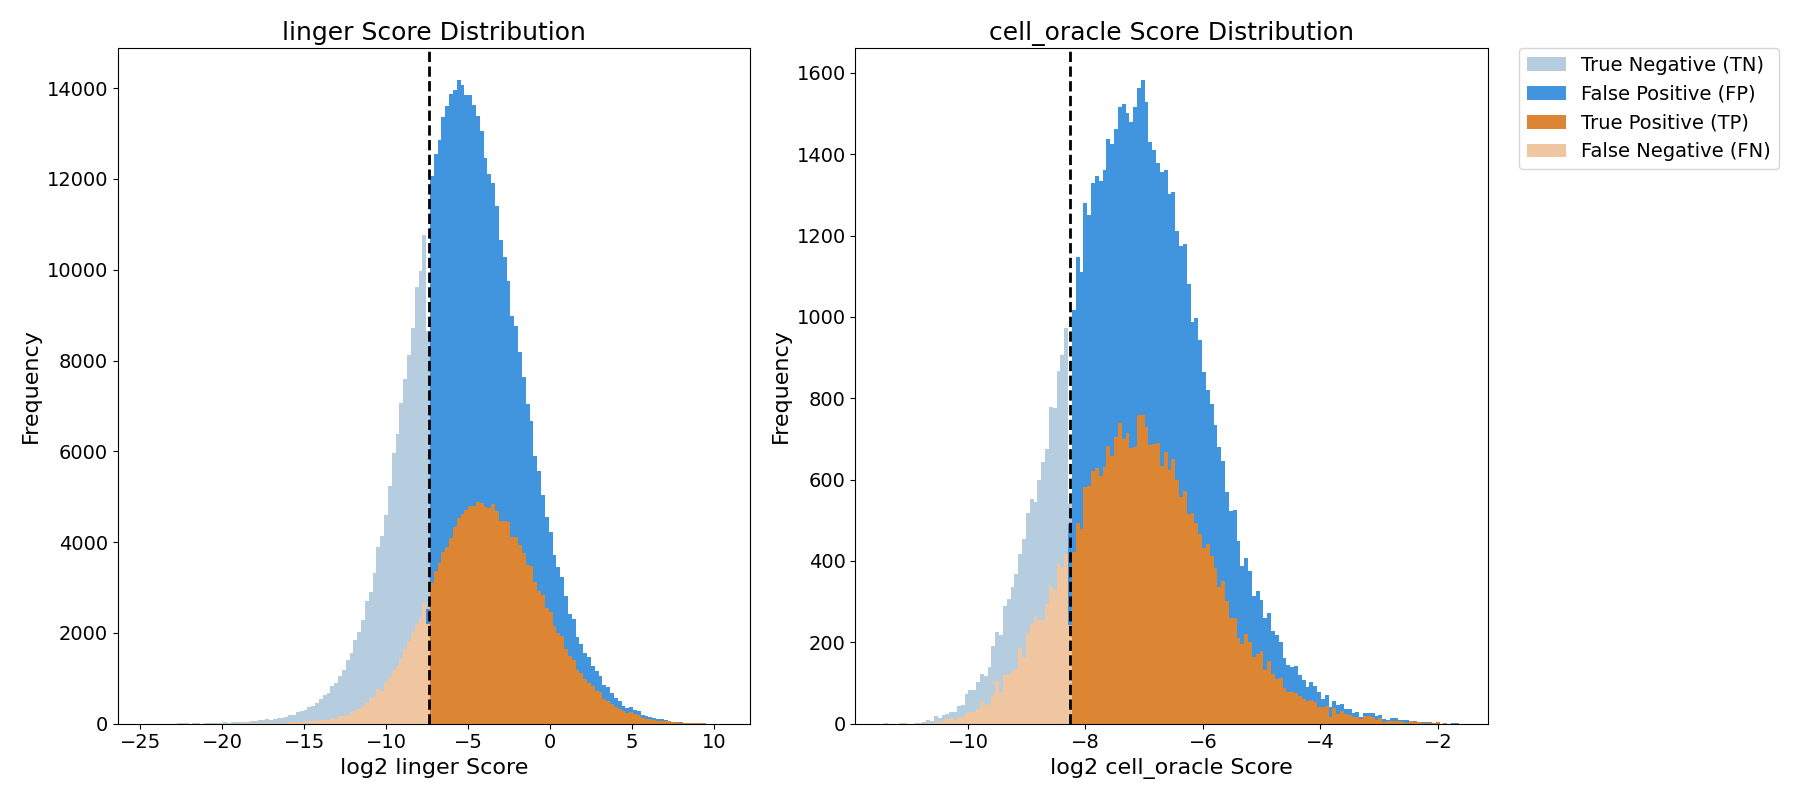 linger Score Distribution
Frequency
14000
12000
10000
8000
6000
4000
2000
0
−25 −20 −15 −10 −5 0 5 10
log2 linger Score
cell_oracle Score Distribution
Frequency
1600
1400
1200
1000
800
600
400
200
0
−10 −8 −6 −4 −2
log2 cell_oracle Score
True Negative (TN)
False Positive (FP)
True Positive (TP)
False Negative (FN)